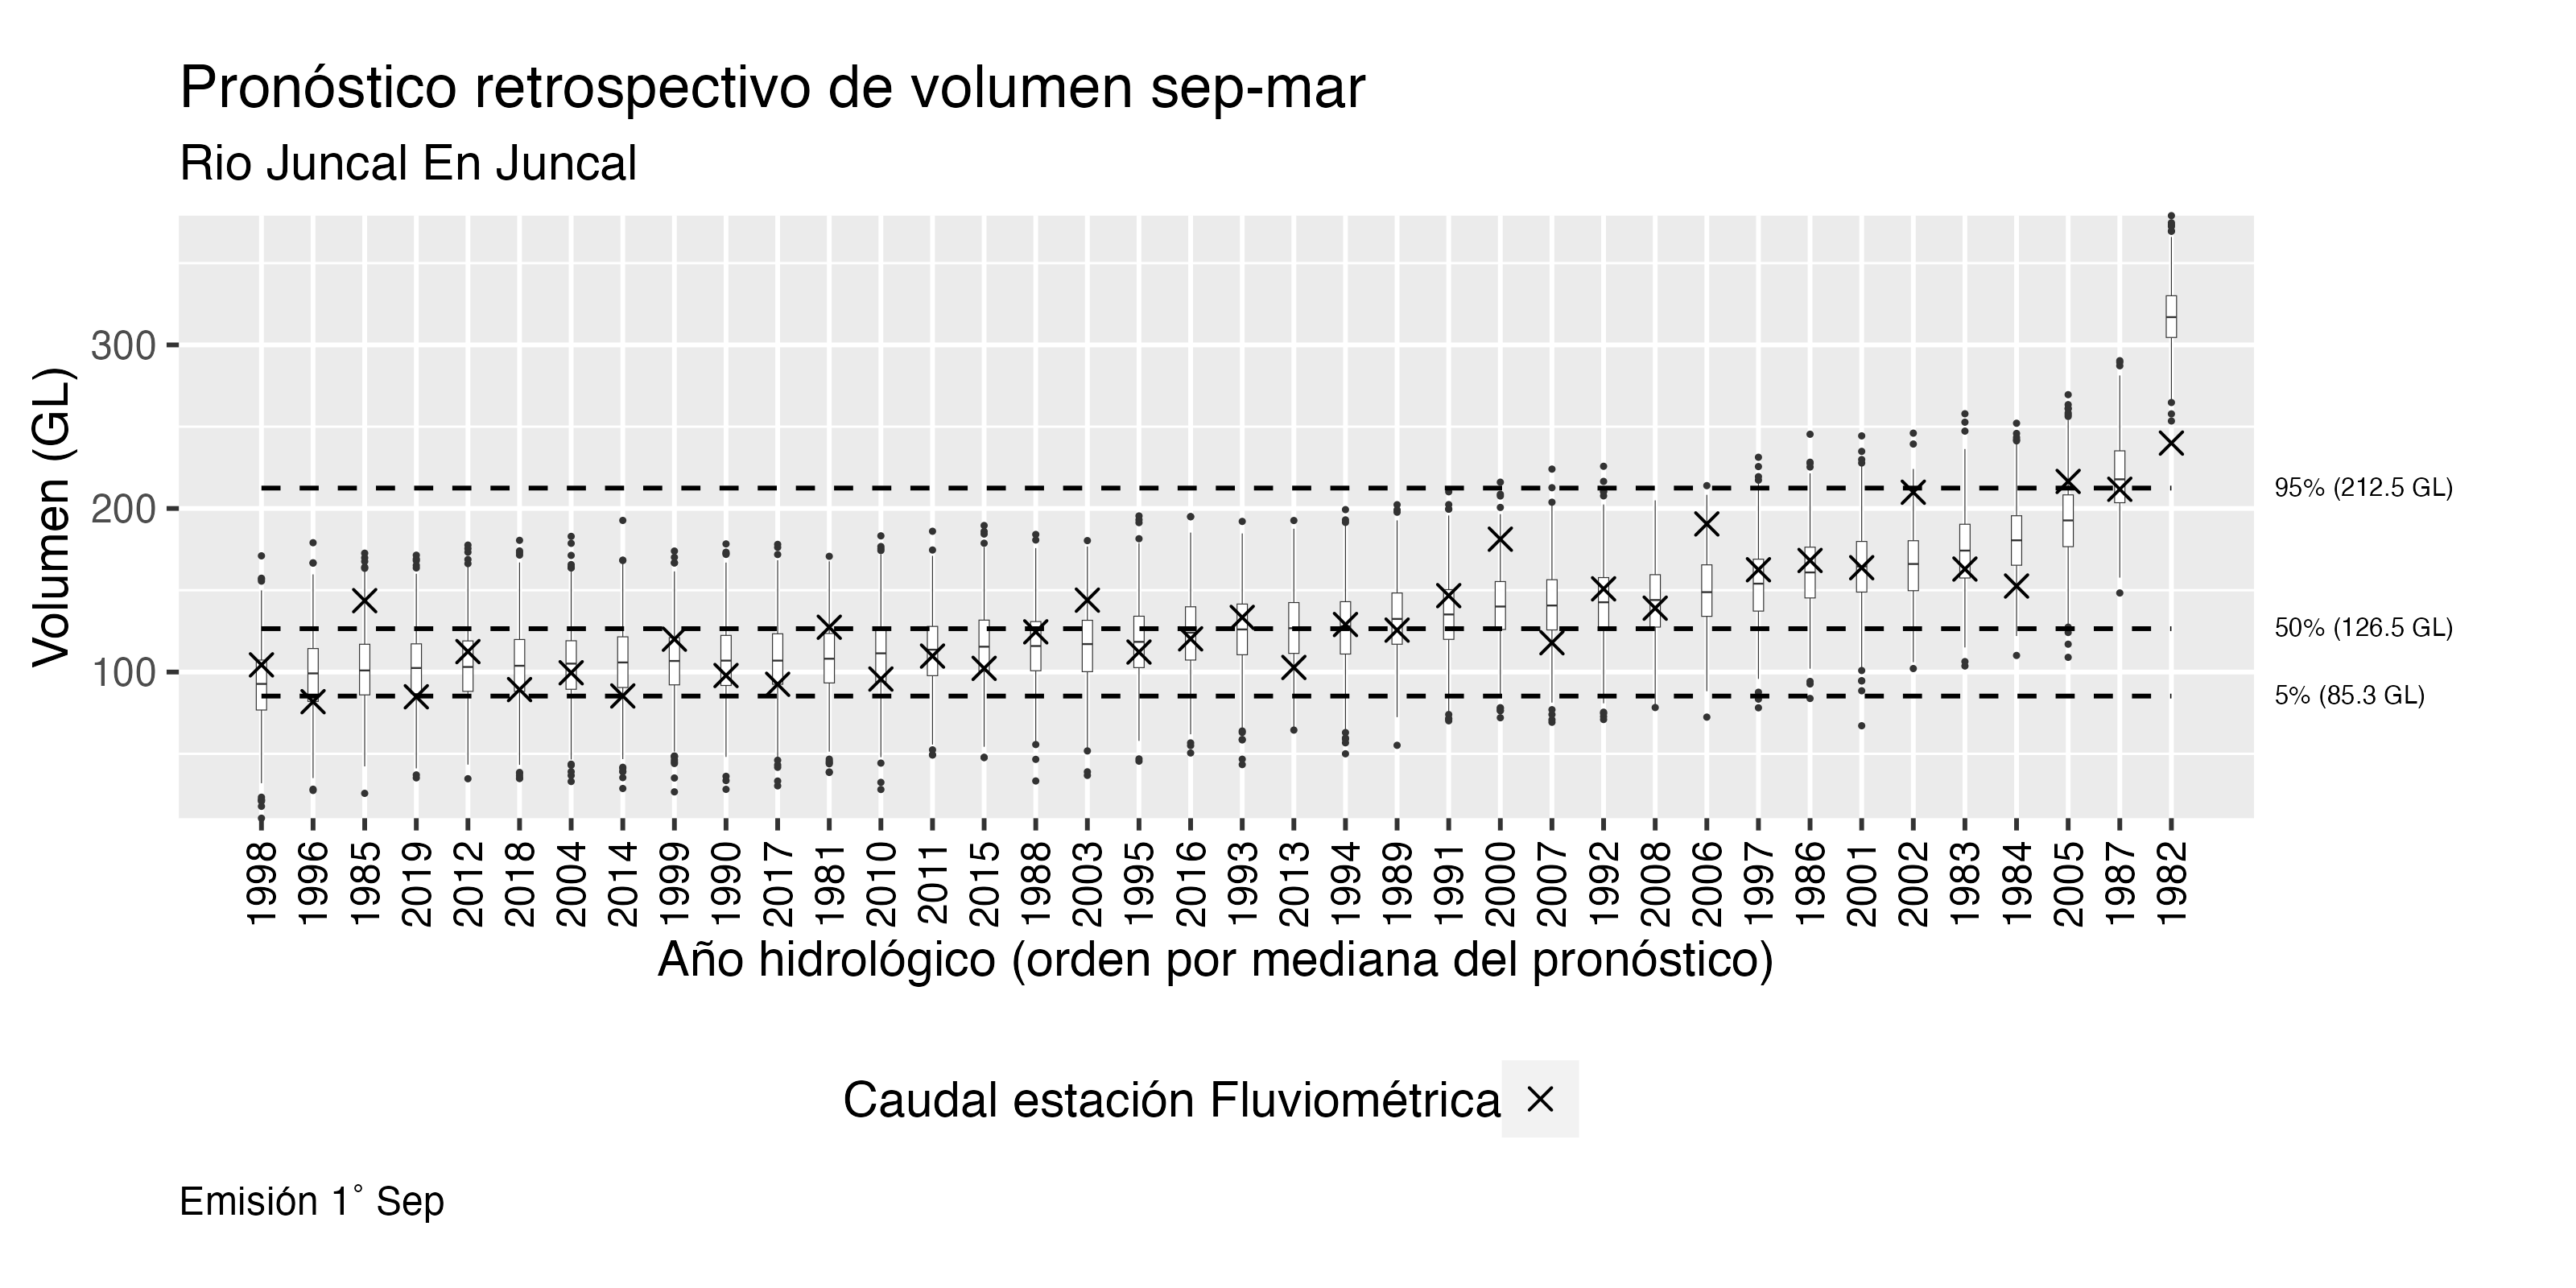 Pronóstico retrospectivo de volumen sep-mar
Rio Juncal En Juncal
Volumen (GL)
300
200
100
95% (212.5 GL)
50% (126.5 GL)
5% (85.3 GL)
1998 1996 1985 2019 2012 2018 2004 2014 1999 1990 2017 1981 2010 2011 2015 1988 2003 1995 2016 1993 2013 1994 1989 1991 2000 2007 1992 2008 2006 1997 1986 2001 2002 1983 1984 2005 1987 1982
Año hidrológico (orden por mediana del pronóstico)
Caudal estación Fluviométrica
Emisión 1° Sep